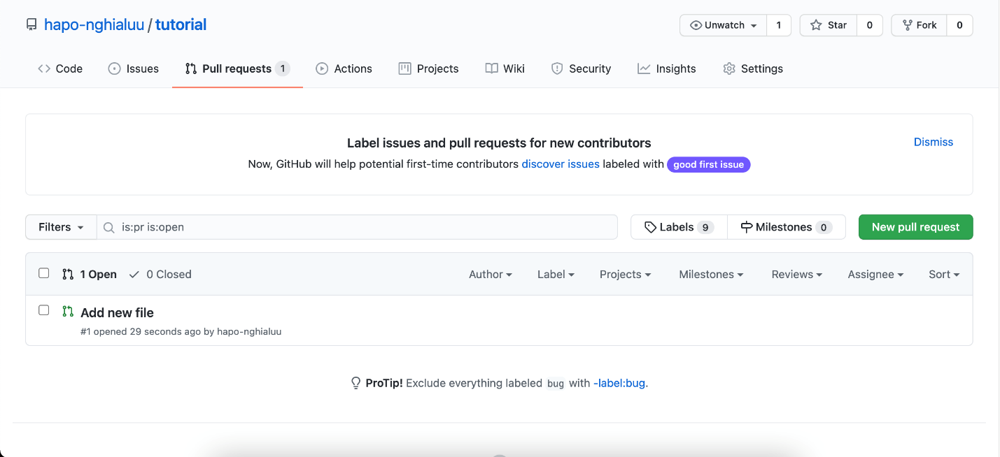 hapo-nghialuu / tutorial
Unwatch 1 Star 0 Fork 0
Code Issues Pull requests 1 Actions Projects Wiki Security Insights Settings
Label issues and pull requests for new contributors
Dismiss
Now, GitHub will help potential first-time contributors discover issues labeled with good first issue
Filters is:pr is:open Labels 9 Milestones 0 New pull request
1 Open 0 Closed Author Label Projects Milestones Reviews Assignee Sort
Add new file
#1 opened 29 seconds ago by hapo-nghialuu
ProTip! Exclude everything labeled bug with -label:bug.